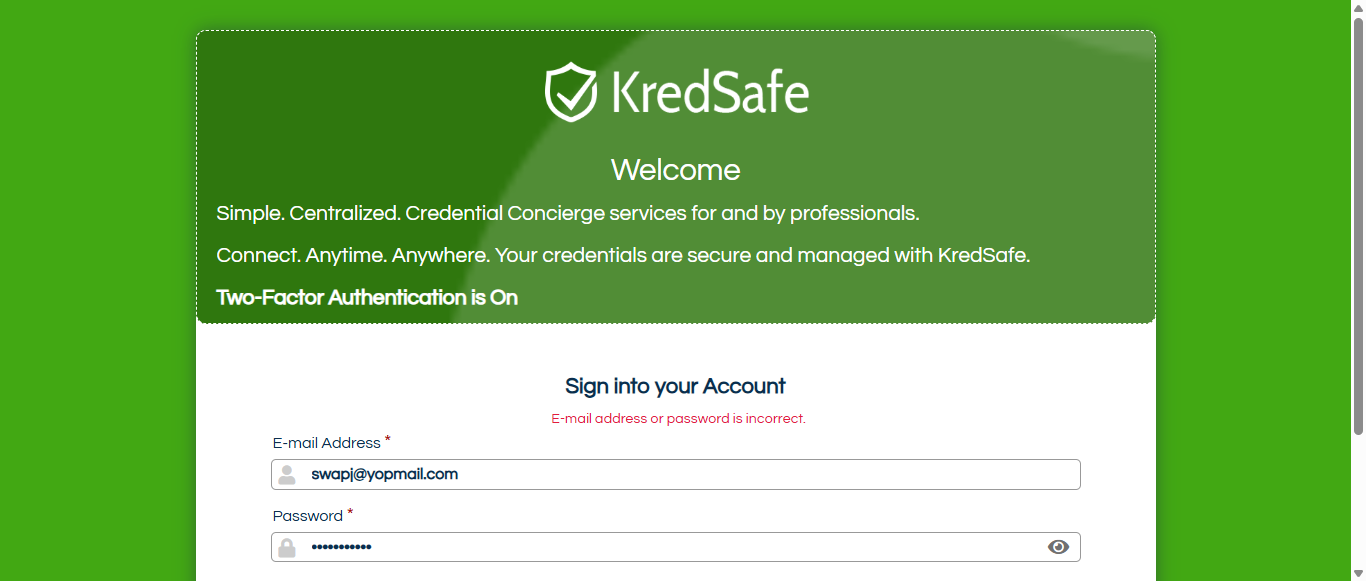 KredSafe
Welcome
Simple. Centralized. Credential Concierge services for and by professionals.
Connect. Anytime. Anywhere. Your credentials are secure and managed with KredSafe.
Two-Factor Authentication is On
Sign into your Account
E-mail address or password is incorrect.
E-mail Address *
swapj@yopmail.com
Password *
•••••••••••